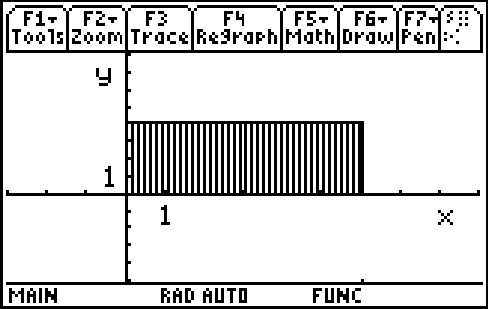 F1 F2 F3 F4 F5 F6 F7
Tools Zoom Trace ReGraph Math Draw Pen
y
1
1 x
MAIN RAD AUTO FUNC